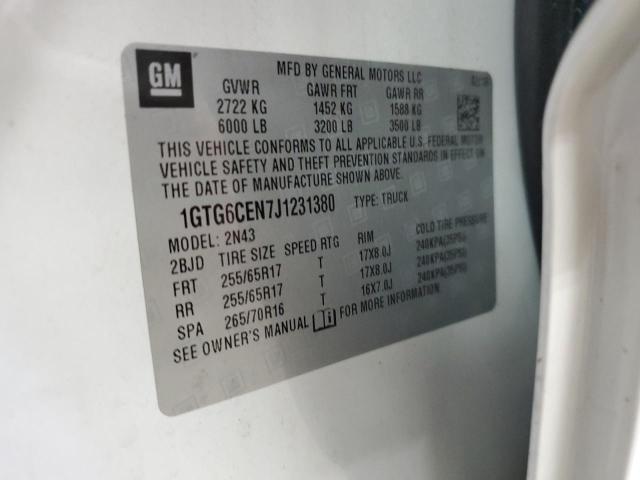 GM
MFD BY GENERAL MOTORS LLC
GVWR GAWR FRT GAWR RR
2722 KG 1452 KG 1588 KG
6000 LB 3200 LB 3500 LB
THIS VEHICLE CONFORMS TO ALL APPLICABLE U.S. FEDERAL MOTOR
VEHICLE SAFETY AND THEFT PREVENTION STANDARDS IN EFFECT ON
THE DATE OF MANUFACTURE SHOWN ABOVE.
1GTG6CEN7J1231380 TYPE: TRUCK
MODEL: 2N43
2BJD TIRE SIZE SPEED RTG RIM COLD TIRE PRESSURE
FRT 255/65R17 T 17X8.0J 240KPA(35PSI)
RR 255/65R17 T 17X8.0J 240KPA(35PSI)
SPA 265/70R16 T 16X7.0J 240KPA(35PSI)
SEE OWNER'S MANUAL FOR MORE INFORMATION.